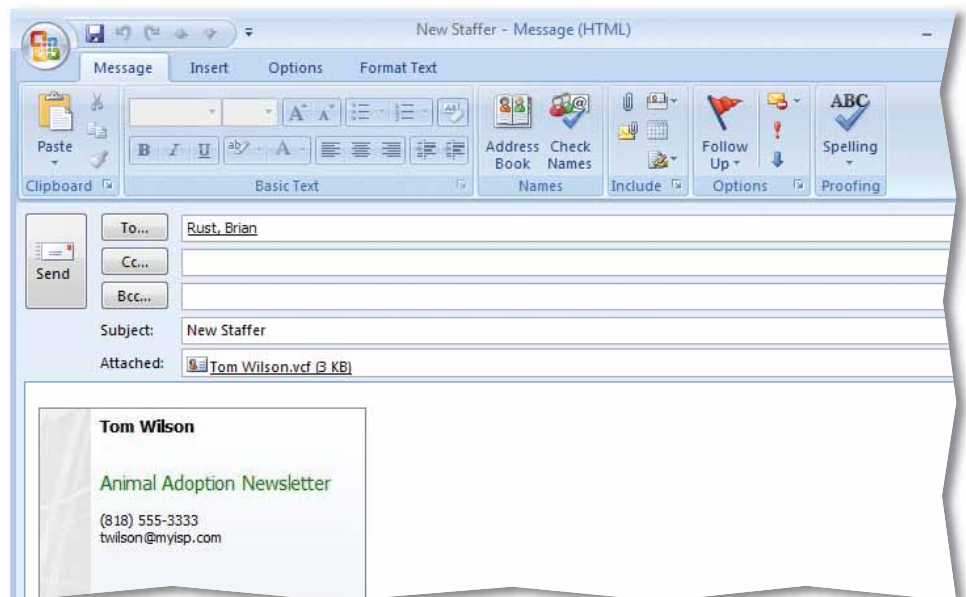 New Staffer - Message (HTML)
Message Insert Options Format Text
Paste
Clipboard
B I U ab A
Basic Text
Address Book
Check Names
Names
Include
Follow Up
Options
ABC
Spelling
Proofing
Send
To... Rust, Brian
Cc...
Bcc...
Subject: New Staffer
Attached: Tom Wilson.vcf (3 KB)
Tom Wilson
Animal Adoption Newsletter
(818) 555-3333
twilson@myisp.com